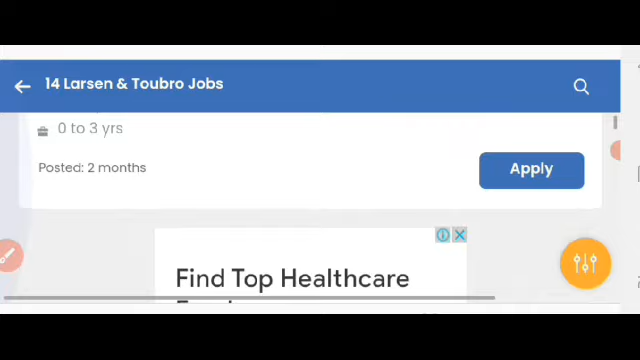 14 Larsen & Toubro Jobs
0 to 3 yrs
Posted: 2 months
Apply
Find Top Healthcare